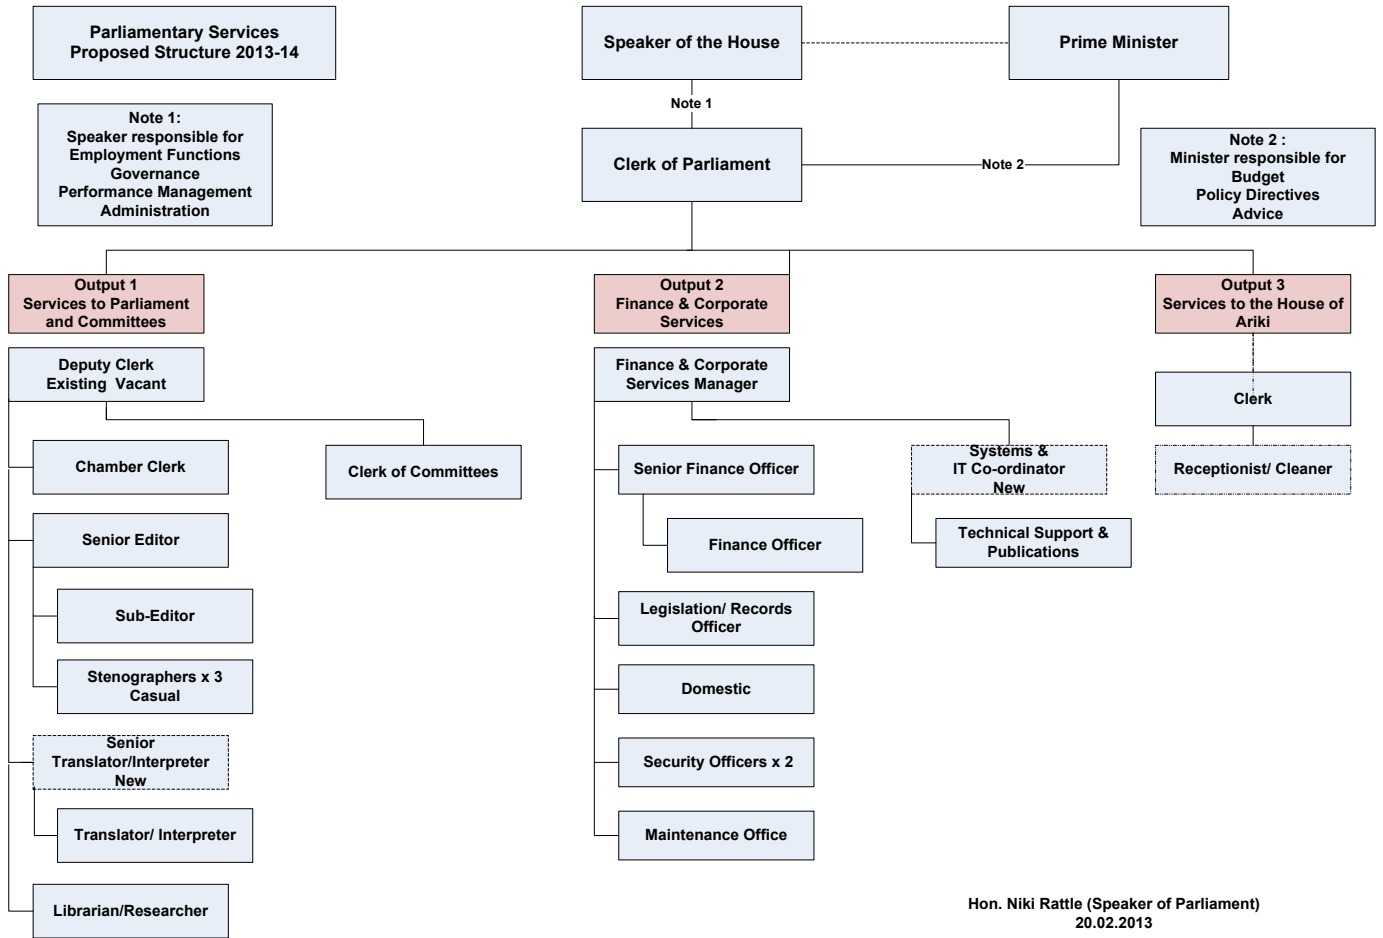 Parliamentary Services
Proposed Structure 2013-14
Speaker of the House
Prime Minister
Note 1
Note 1:
Speaker responsible for
Employment Functions
Governance
Performance Management
Administration
Clerk of Parliament
Note 2
Note 2 :
Minister responsible for
Budget
Policy Directives
Advice
Output 1
Services to Parliament
and Committees
Deputy Clerk
Existing  Vacant
Chamber Clerk
Clerk of Committees
Senior Editor
Sub-Editor
Stenographers x 3
Casual
Senior
Translator/Interpreter
New
Translator/ Interpreter
Librarian/Researcher
Output 2
Finance & Corporate
Services
Finance & Corporate
Services Manager
Senior Finance Officer
Finance Officer
Systems &
IT Co-ordinator
New
Technical Support &
Publications
Legislation/ Records
Officer
Domestic
Security Officers x 2
Maintenance Office
Output 3
Services to the House of
Ariki
Clerk
Receptionist/ Cleaner
Hon. Niki Rattle (Speaker of Parliament)
20.02.2013